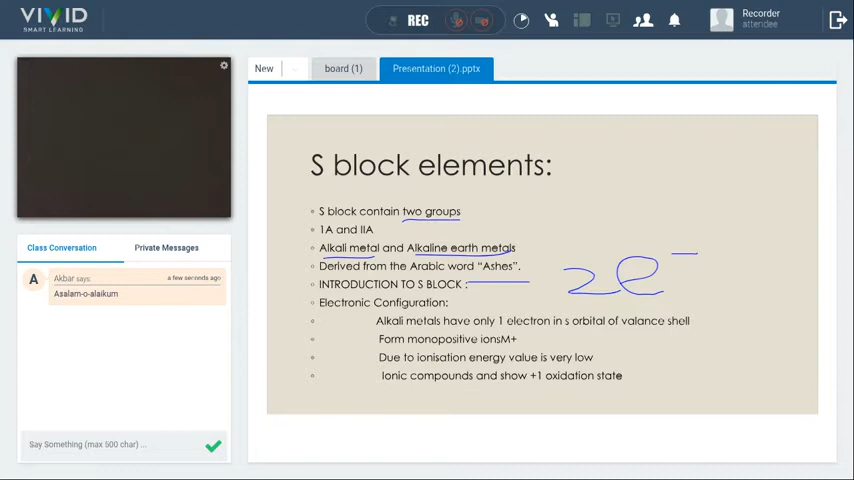 VIVID
SMART LEARNING
REC
Recorder
attendee
New
board (1)
Presentation (2).pptx
S block elements:
S block contain two groups
1A and IIA
Alkali metal and Alkaline earth metals
Derived from the Arabic word “Ashes”.
INTRODUCTION TO S BLOCK :
Electronic Configuration:
Alkali metals have only 1 electron in s orbital of valance shell
Form monopositive ionsM+
Due to ionisation energy value is very low
Ionic compounds and show +1 oxidation state
2e⁻
Class Conversation
Private Messages
A
Akbar says:
a few seconds ago
Asalam-o-alaikum
Say Something (max 500 char) ...